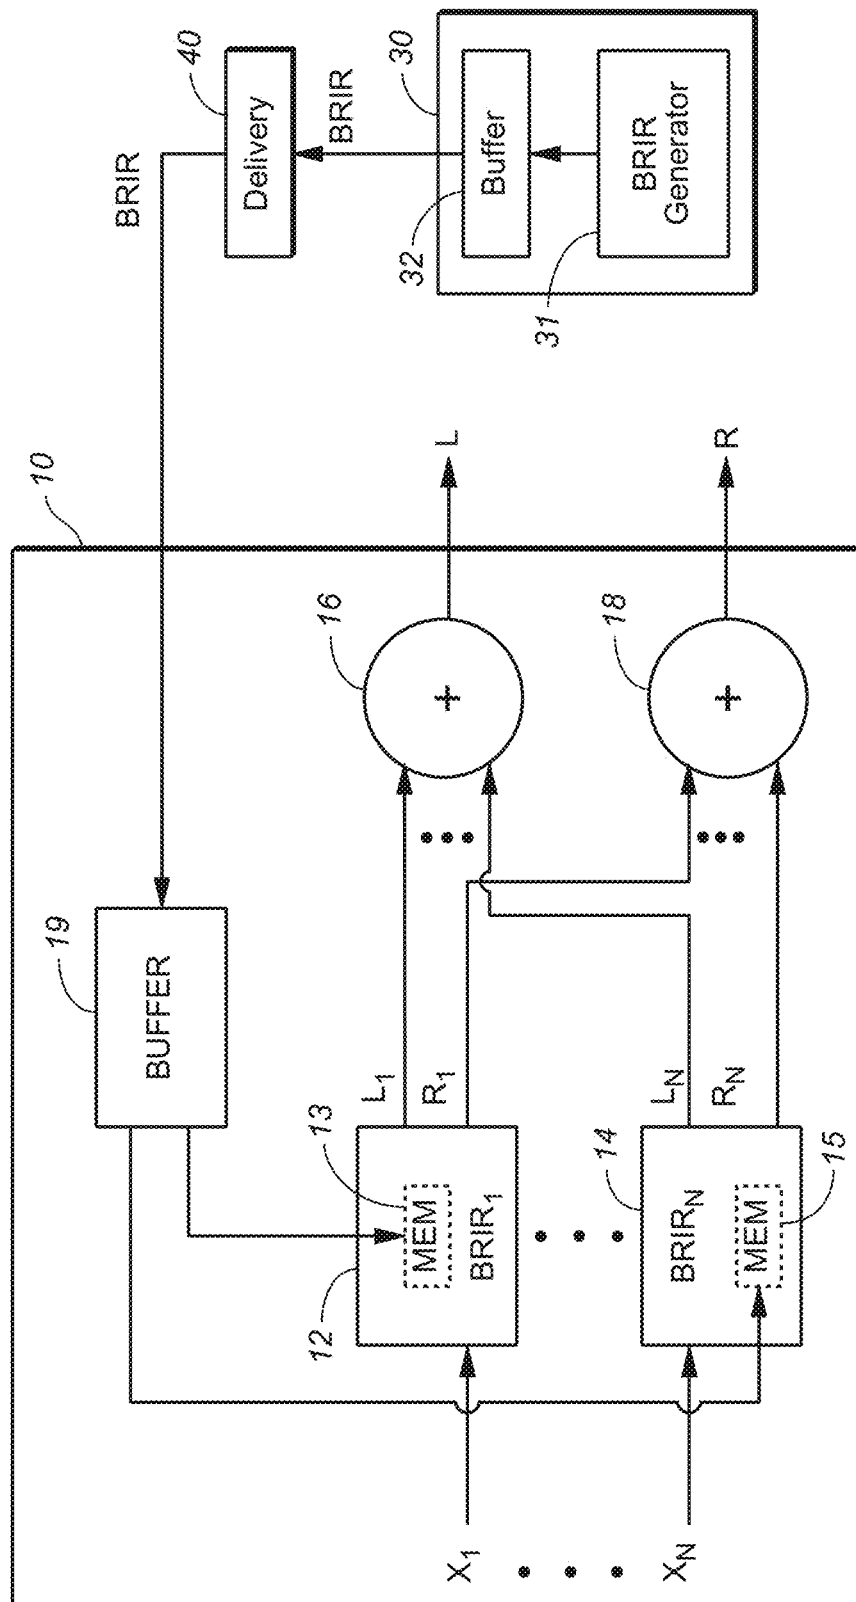 10
19
BUFFER
BRIR
40
Delivery
BRIR
30
32
Buffer
31
BRIR
Generator
X1
12
MEM
13
BRIR1
L1
R1
16
+
L
XN
14
BRIRN
MEM
15
LN
RN
18
+
R